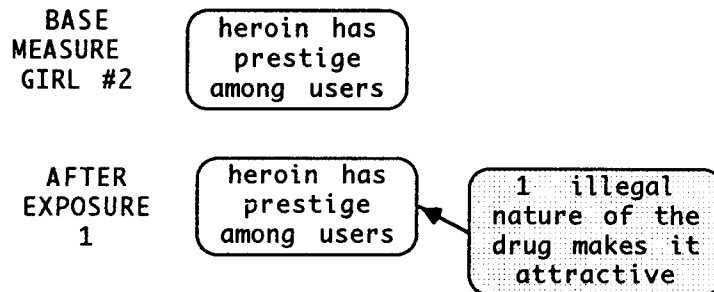 BASE
MEASURE
GIRL #2
heroin has
prestige
among users
AFTER
EXPOSURE
1
heroin has
prestige
among users
1 illegal
nature of the
drug makes it
attractive